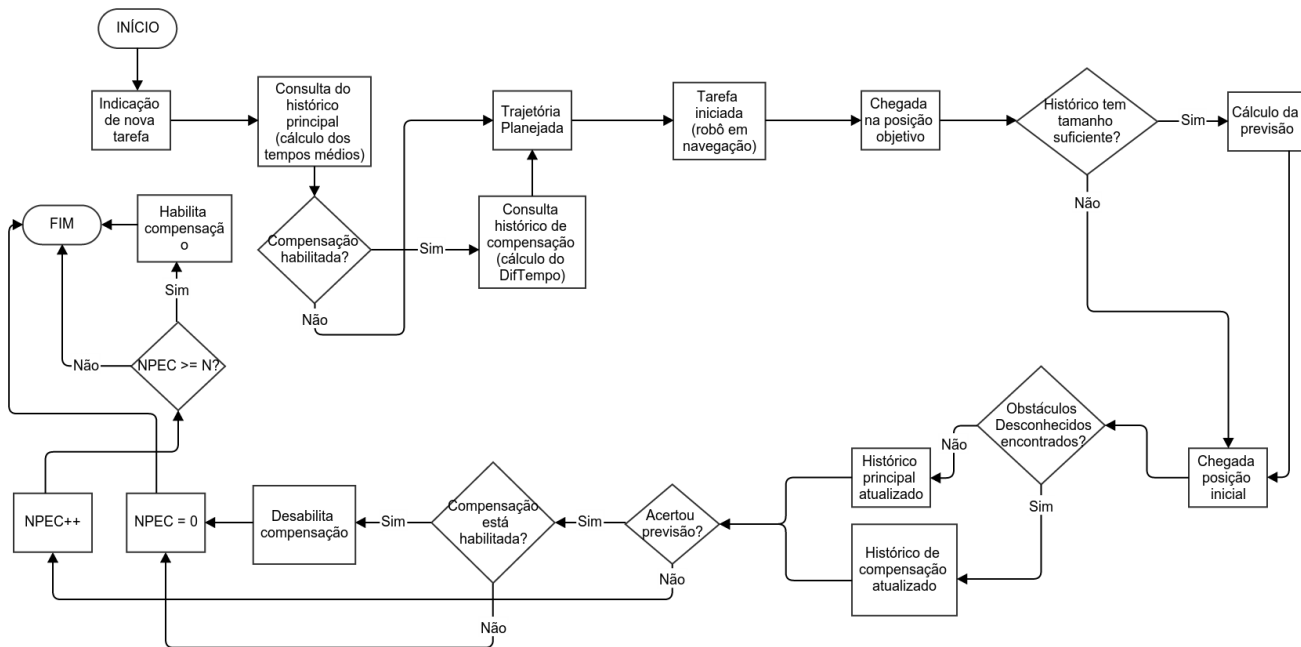 INÍCIO
Indicação
de nova
tarefa
Consulta do
histórico
principal
(cálculo dos
tempos médios)
Compensação
habilitada?
Sim
Não
Consulta
histórico de
compensação
(cálculo do
DifTempo)
Trajetória
Planejada
Tarefa
iniciada
(robô em
navegação)
Chegada
na posição
objetivo
Histórico tem
tamanho
suficiente?
Sim
Não
Cálculo da
previsão
Chegada
posição
inicial
Obstáculos
Desconhecidos
encontrados?
Não
Sim
Histórico
principal
atualizado
Histórico de
compensação
atualizado
Acertou
previsão?
Sim
Não
Compensação
está
habilitada?
Sim
Não
Desabilita
compensação
NPEC = 0
NPEC++
NPEC >= N?
Não
Sim
Habilita
compensaçã
o
FIM